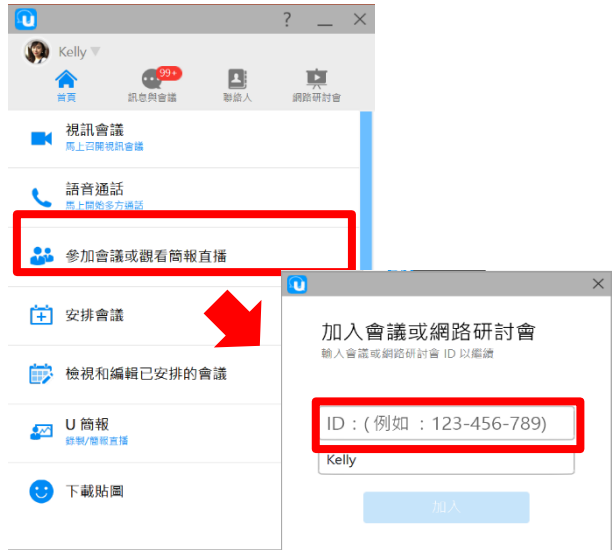 U
? _ ×
Kelly
99+
首頁 訊息與會議 聯絡人 網路研討會
視訊會議
馬上召開視訊會議
語音通話
馬上開始多方通話
參加會議或觀看簡報直播
安排會議
檢視和編輯已安排的會議
U 簡報
錄製/簡報直播
下載貼圖
U
×
加入會議或網路研討會
輸入會議或網路研討會 ID 以繼續
ID：( 例如 ：123-456-789)
Kelly
加入